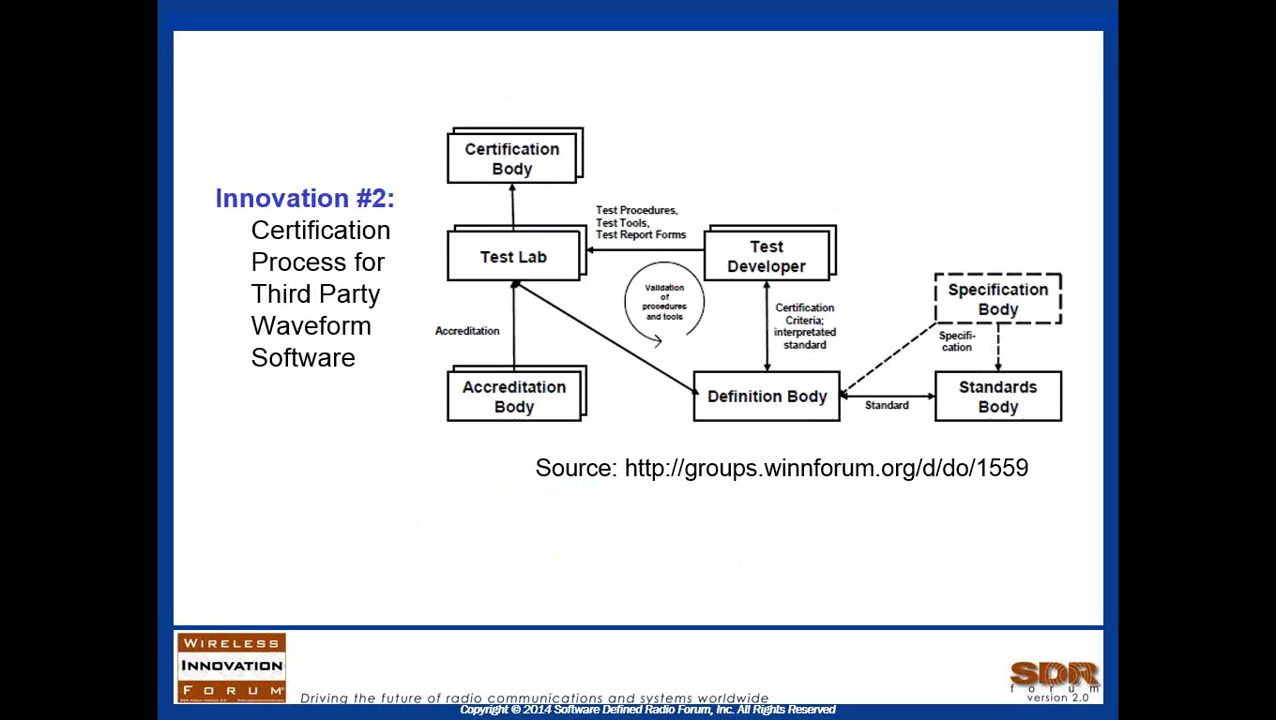 Innovation #2:
Certification
Process for
Third Party
Waveform
Software
Certification
Body
Test Lab
Test Procedures,
Test Tools,
Test Report Forms
Test
Developer
Validation
of
procedures
and tools
Accreditation
Accreditation
Body
Certification
Criteria;
interpretated
standard
Definition Body
Specification
Body
Specifi-
cation
Standard
Standards
Body
Source: http://groups.winnforum.org/d/do/1559
WIRELESS
INNOVATION
FORUM
Driving the future of radio communications and systems worldwide
Copyright © 2014 Software Defined Radio Forum, Inc. All Rights Reserved
SDR
forum
version 2.0